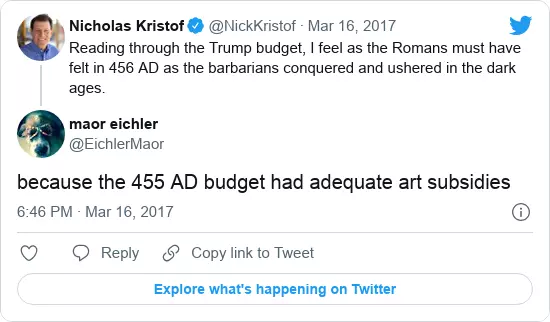 Nicholas Kristof @NickKristof · Mar 16, 2017
Reading through the Trump budget, I feel as the Romans must have
felt in 456 AD as the barbarians conquered and ushered in the dark
ages.
maor eichler
@EichlerMaor
because the 455 AD budget had adequate art subsidies
6:46 PM · Mar 16, 2017
Reply
Copy link to Tweet
Explore what's happening on Twitter